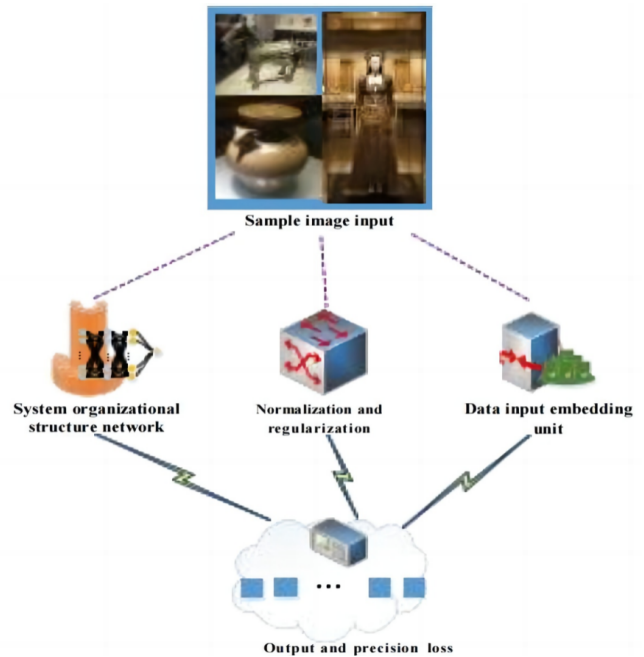 Sample image input
System organizational
structure network
Normalization and
regularization
Data input embedding
unit
Output and precision loss